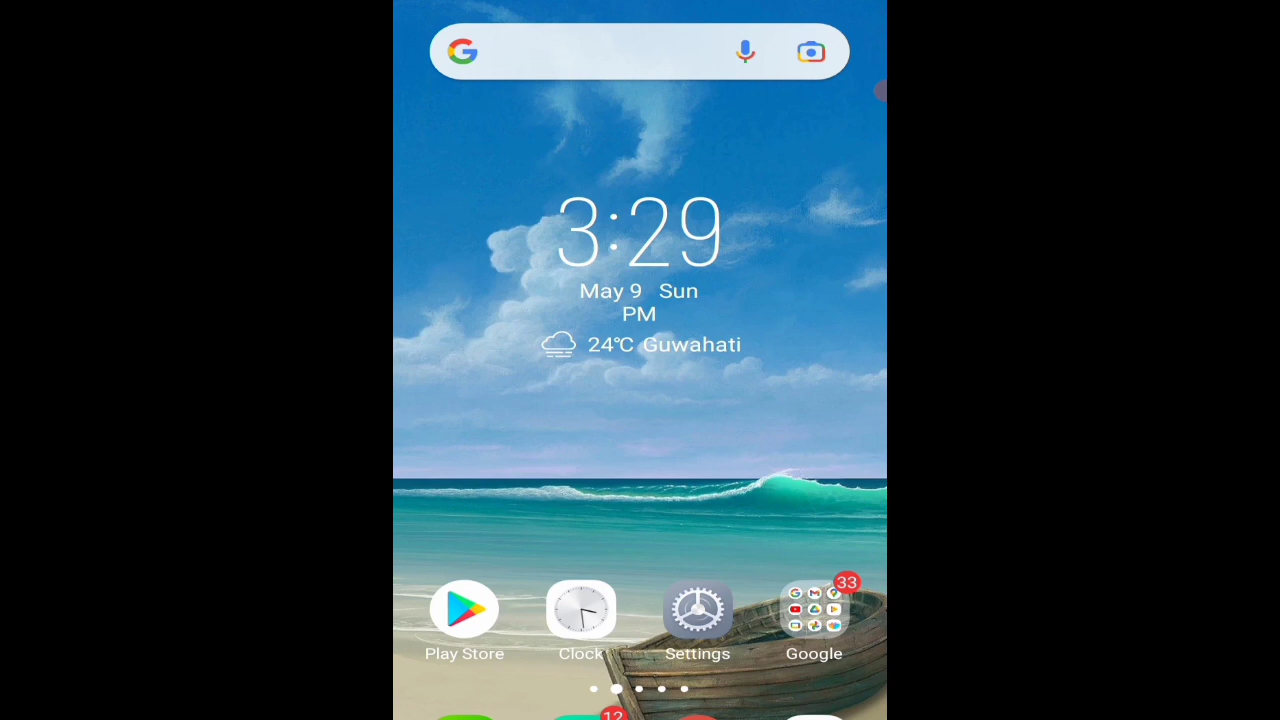 3:29
May 9 Sun
PM
24℃ Guwahati
33
Play Store
Clock
Settings
Google
12